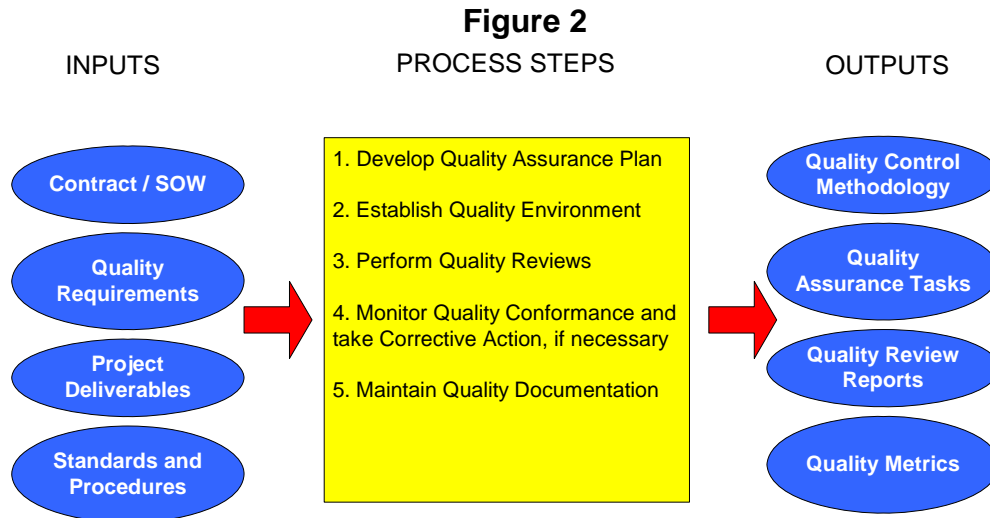 Figure 2
INPUTS
PROCESS STEPS
OUTPUTS
Contract / SOW
Quality
Requirements
Project
Deliverables
Standards and
Procedures
1. Develop Quality Assurance Plan
2. Establish Quality Environment
3. Perform Quality Reviews
4. Monitor Quality Conformance and
take Corrective Action, if necessary
5. Maintain Quality Documentation
Quality Control
Methodology
Quality
Assurance Tasks
Quality Review
Reports
Quality Metrics